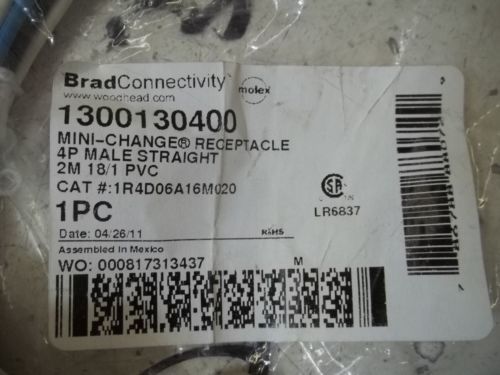 BradConnectivity
www.woodhead.com
molex
1300130400
MINI-CHANGE® RECEPTACLE
4P MALE STRAIGHT
2M 18/1 PVC
CAT #:1R4D06A16M020
1PC
Date: 04/26/11
RoHS
Assembled in Mexico
WO: 000817313437
M
LR6837